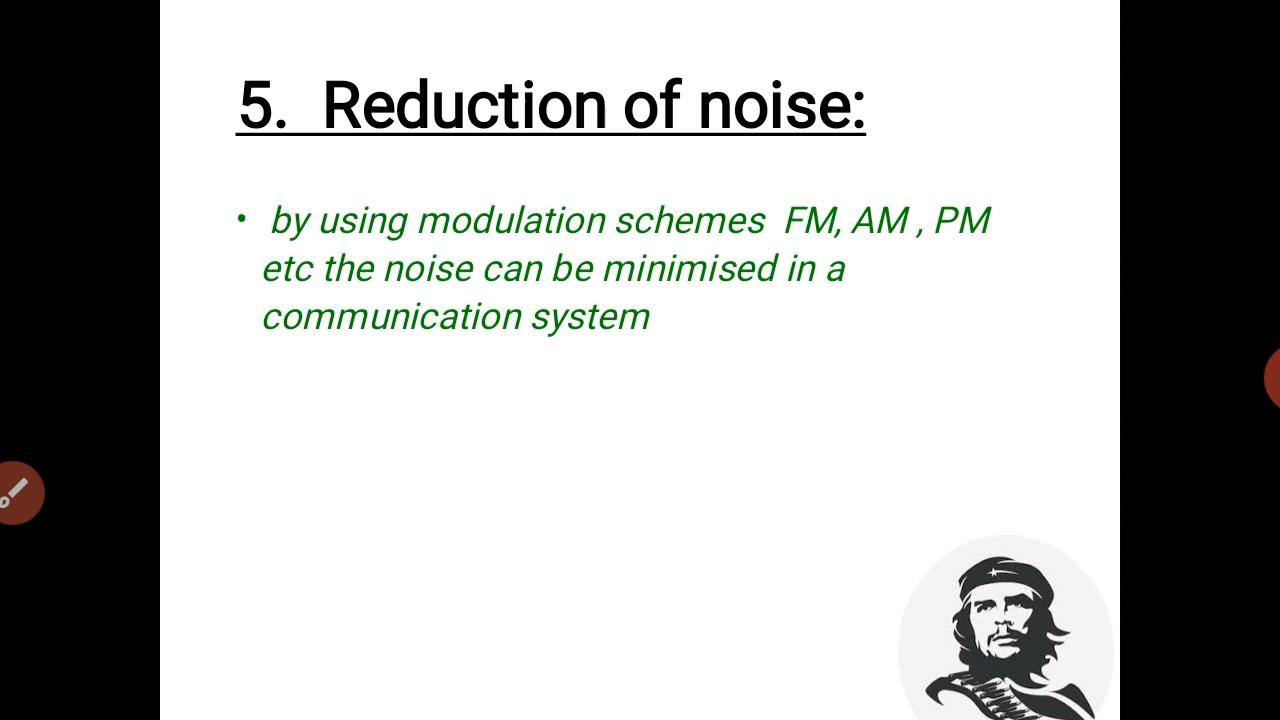 5. Reduction of noise:
• by using modulation schemes FM, AM , PM
etc the noise can be minimised in a
communication system